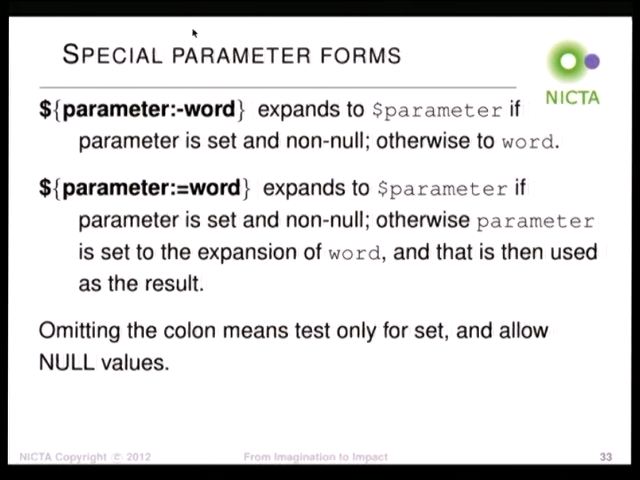 SPECIAL PARAMETER FORMS
NICTA
${parameter:-word} expands to $parameter if
parameter is set and non-null; otherwise to word.
${parameter:=word} expands to $parameter if
parameter is set and non-null; otherwise parameter
is set to the expansion of word, and that is then used
as the result.
Omitting the colon means test only for set, and allow
NULL values.
NICTA Copyright © 2012
From Imagination to Impact
33